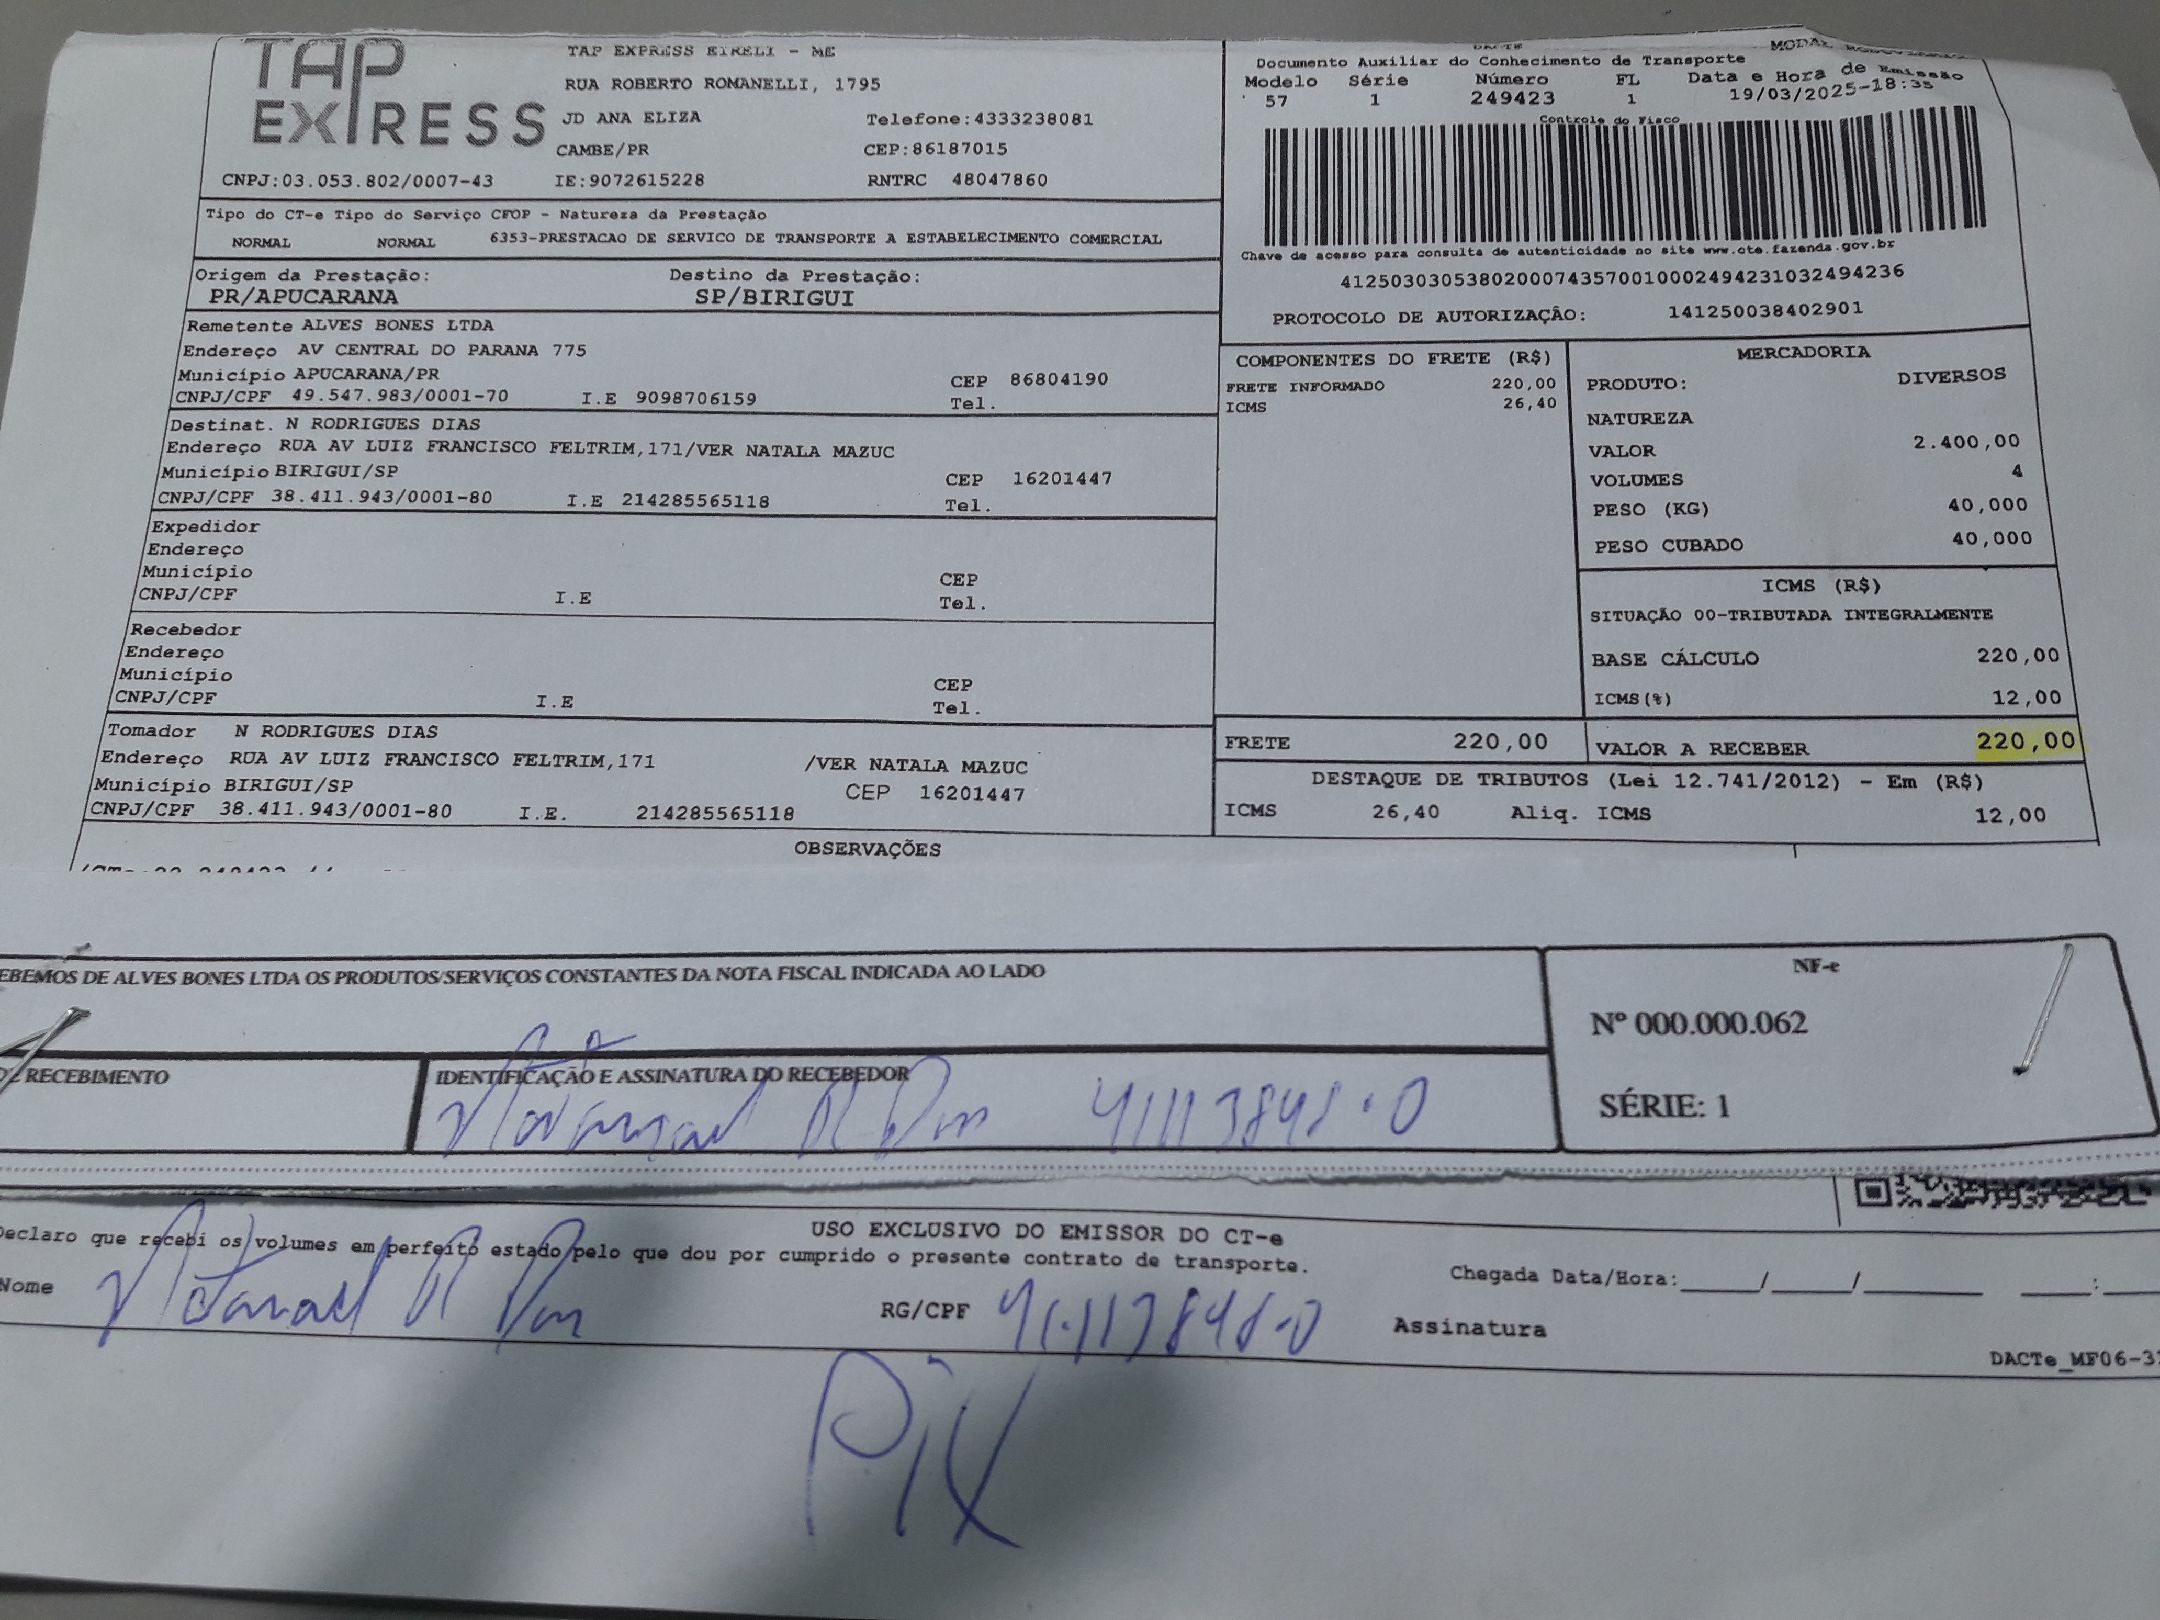 TAP EXPRESS
TAP EXPRESS EIRELI - ME
RUA ROBERTO ROMANELLI, 1795
JD ANA ELIZA Telefone:4333238081
CAMBE/PR CEP:86187015
CNPJ:03.053.802/0007-43 IE:9072615228 RNTRC 48047860
DACTE MODAL RODOVIARIO
Documento Auxiliar do Conhecimento de Transporte
Modelo Série Número FL Data e Hora de Emissão
57 1 249423 1 19/03/2025-18:35
Controle do Fisco
Chave de acesso para consulta de autenticidade no site www.cte.fazenda.gov.br
41250303053802000743570010002494231032494236
PROTOCOLO DE AUTORIZAÇÃO: 141250038402901
Tipo do CT-e Tipo do Serviço CFOP - Natureza da Prestação
NORMAL NORMAL 6353-PRESTACAO DE SERVICO DE TRANSPORTE A ESTABELECIMENTO COMERCIAL
Origem da Prestação: Destino da Prestação:
PR/APUCARANA SP/BIRIGUI
Remetente ALVES BONES LTDA
Endereço AV CENTRAL DO PARANA 775
Município APUCARANA/PR CEP 86804190
CNPJ/CPF 49.547.983/0001-70 I.E 9098706159 Tel.
Destinat. N RODRIGUES DIAS
Endereço RUA AV LUIZ FRANCISCO FELTRIM,171/VER NATALA MAZUC
Município BIRIGUI/SP CEP 16201447
CNPJ/CPF 38.411.943/0001-80 I.E 214285565118 Tel.
Expedidor
Endereço
Município CEP
CNPJ/CPF I.E Tel.
Recebedor
Endereço
Município CEP
CNPJ/CPF I.E Tel.
Tomador N RODRIGUES DIAS
Endereço RUA AV LUIZ FRANCISCO FELTRIM,171 /VER NATALA MAZUC
Município BIRIGUI/SP CEP 16201447
CNPJ/CPF 38.411.943/0001-80 I.E. 214285565118
COMPONENTES DO FRETE (R$)
FRETE INFORMADO 220,00
ICMS 26,40
MERCADORIA
PRODUTO: DIVERSOS
NATUREZA
VALOR 2.400,00
VOLUMES 4
PESO (KG) 40,000
PESO CUBADO 40,000
ICMS (R$)
SITUAÇÃO 00-TRIBUTADA INTEGRALMENTE
BASE CÁLCULO 220,00
ICMS(%) 12,00
FRETE 220,00 VALOR A RECEBER 220,00
DESTAQUE DE TRIBUTOS (Lei 12.741/2012) - Em (R$)
ICMS 26,40 Aliq. ICMS 12,00
OBSERVAÇÕES
EBEMOS DE ALVES BONES LTDA OS PRODUTOS/SERVIÇOS CONSTANTES DA NOTA FISCAL INDICADA AO LADO
NF-e
Nº 000.000.062
SÉRIE: 1
RECEBIMENTO
IDENTIFICAÇÃO E ASSINATURA DO RECEBEDOR
USO EXCLUSIVO DO EMISSOR DO CT-e
Declaro que recebi os volumes em perfeito estado pelo que dou por cumprido o presente contrato de transporte.
Nome RG/CPF Chegada Data/Hora:____/____/____ ____:____
Assinatura
DACTe_MF06-3
Pix